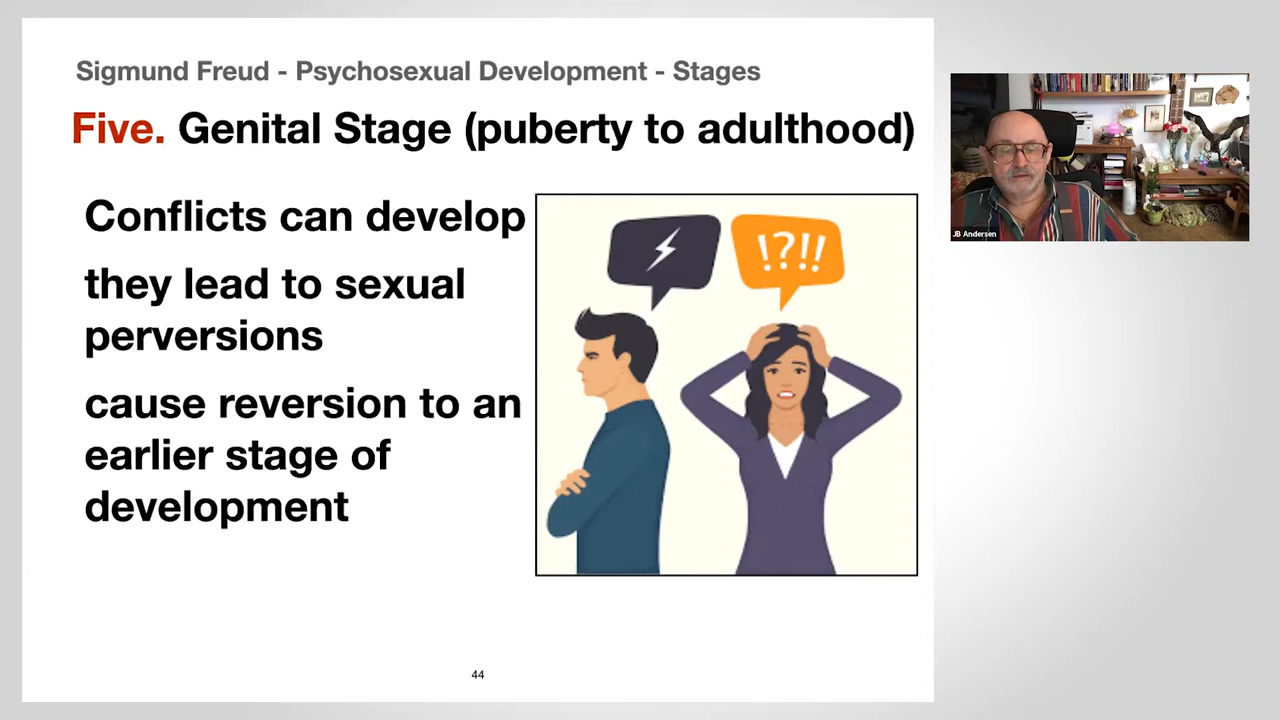 Sigmund Freud - Psychosexual Development - Stages
Five. Genital Stage (puberty to adulthood)
Conflicts can develop
they lead to sexual
perversions
cause reversion to an
earlier stage of
development
!?!!
44
JB Andersen